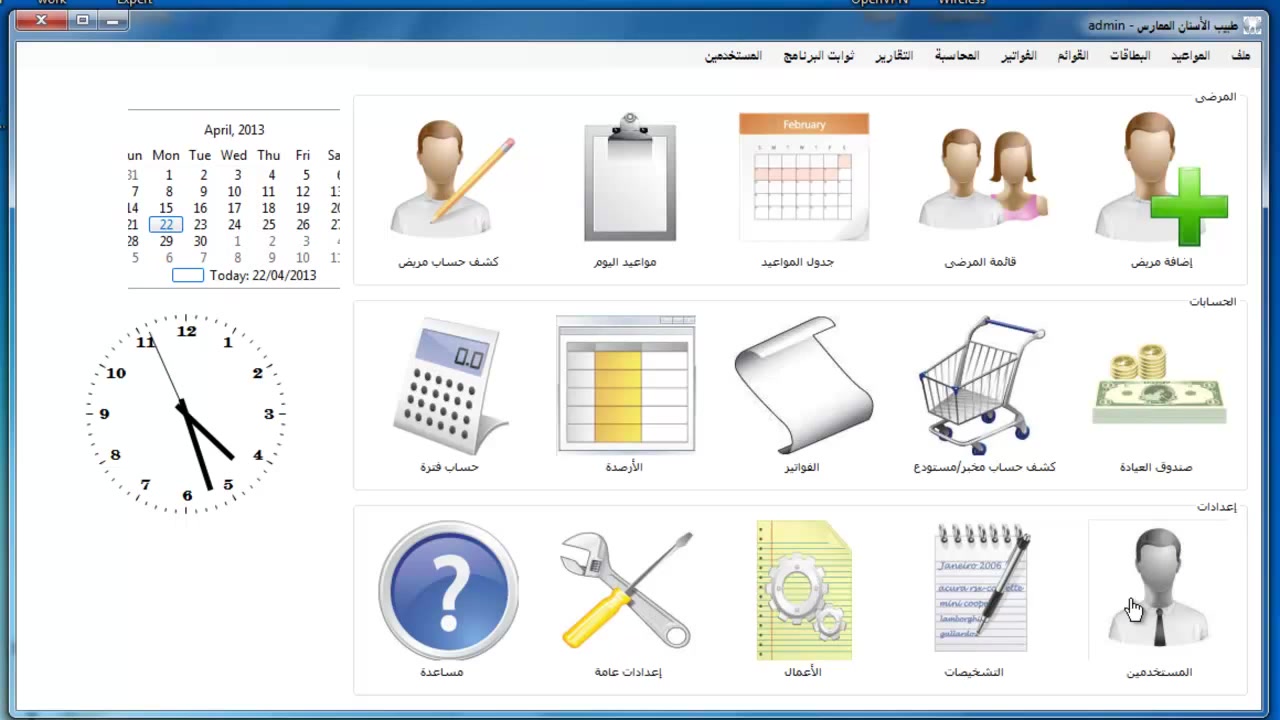 work
Expert
OpenVPN
Wireless
طبيب الأسنان الممارس - admin
ملف المواعيد البطاقات القوائم الفواتير المحاسبة التقارير ثوابت البرنامج المستخدمين
المرضى
إضافة مريض
قائمة المرضى
February
S M T W T F S
جدول المواعيد
مواعيد اليوم
كشف حساب مريض
April, 2013
un Mon Tue Wed Thu Fri Sa
31 1 2 3 4 5 6
7 8 9 10 11 12 13
14 15 16 17 18 19 20
21 22 23 24 25 26 27
28 29 30 1 2 3 4
5 6 7 8 9 10 11
Today: 22/04/2013
12
1
2
3
4
5
6
7
8
9
10
11
الحسابات
صندوق العيادة
كشف حساب مخبر/مستودع
الفواتير
الأرصدة
0.0
حساب فترة
إعدادات
المستخدمين
Janeiro 2006
acura rsx-co elte
mini coope
lamborghi
gallardo
التشخيصات
الأعمال
إعدادات عامة
?
مساعدة